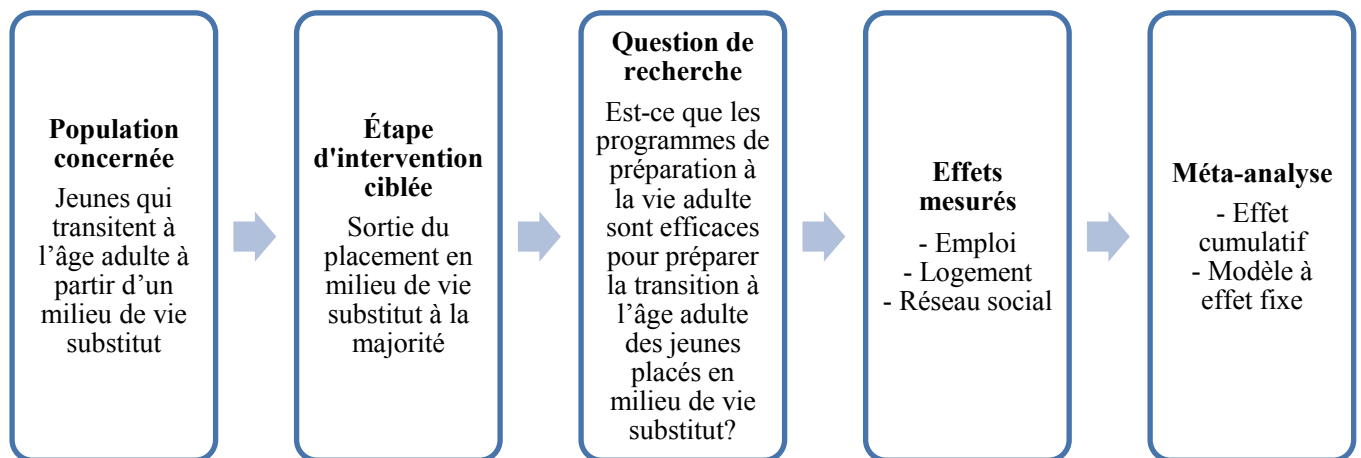 Population
concernée
Jeunes qui
transitent à
l’âge adulte à
partir d’un
milieu de vie
substitut
Étape
d'intervention
ciblée
Sortie du
placement en
milieu de vie
substitut à la
majorité
Question de
recherche
Est-ce que les
programmes de
préparation à
la vie adulte
sont efficaces
pour préparer
la transition à
l’âge adulte
des jeunes
placés en
milieu de vie
substitut?
Effets
mesurés
- Emploi
- Logement
- Réseau social
Méta-analyse
- Effet
cumulatif
- Modèle à
effet fixe